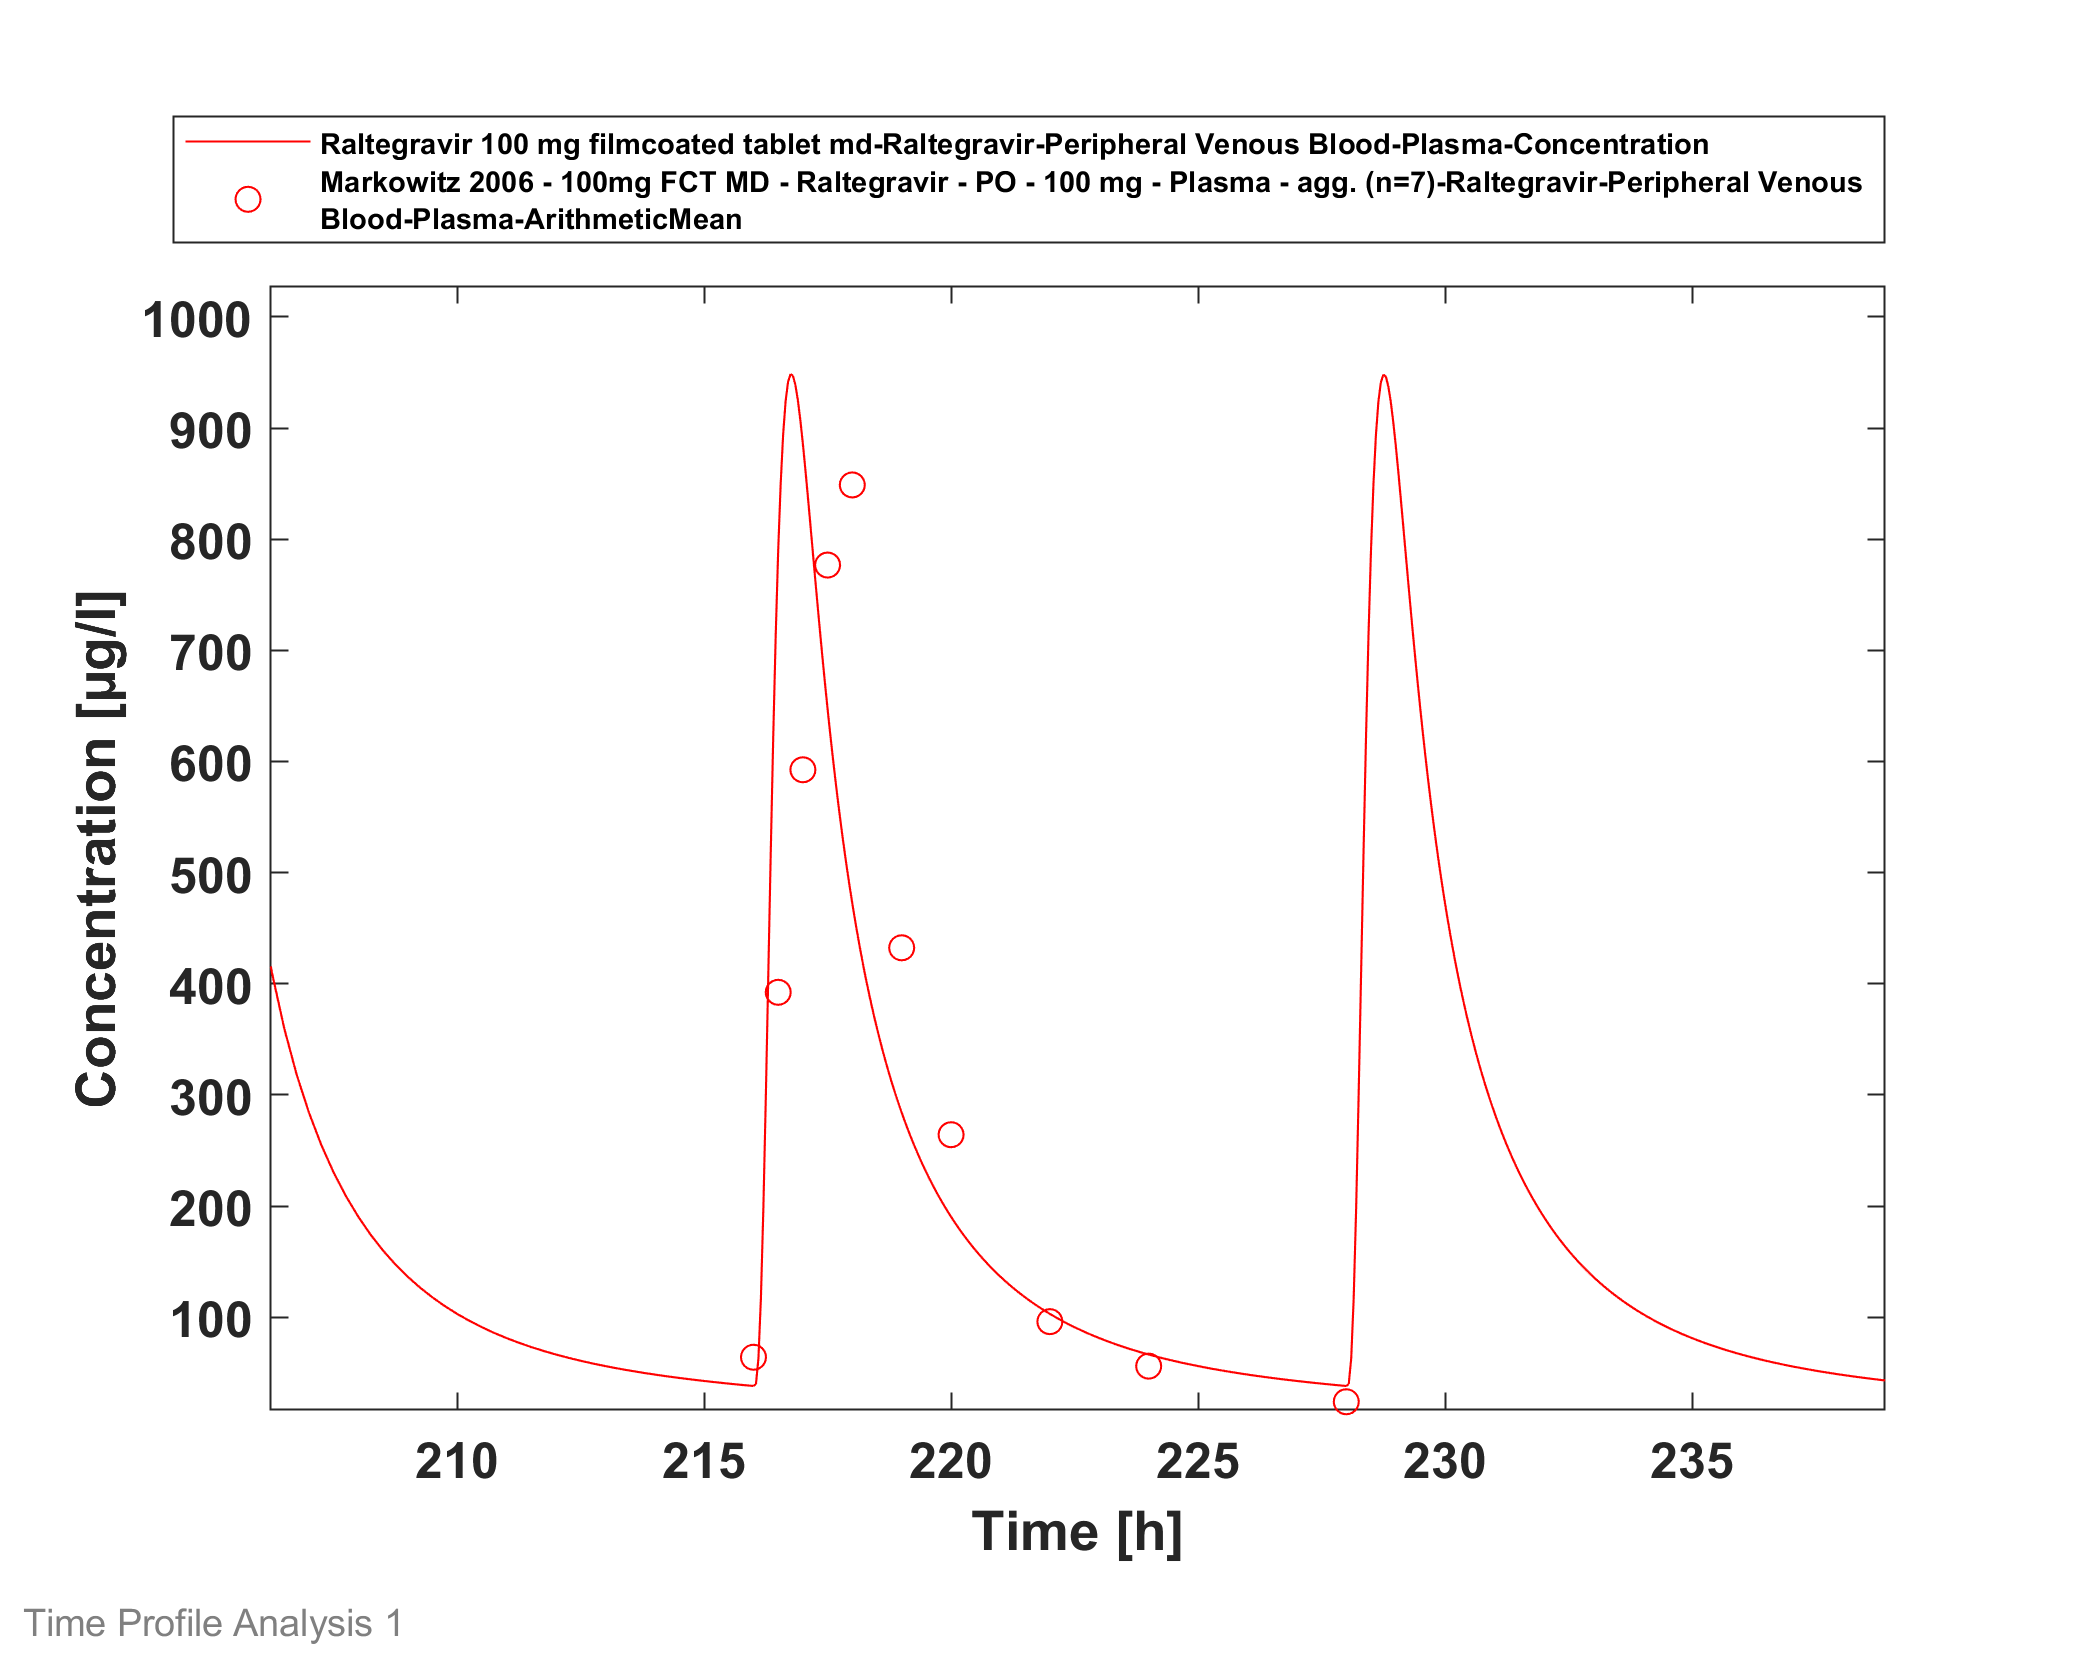 Raltegravir 100 mg filmcoated tablet md-Raltegravir-Peripheral Venous Blood-Plasma-Concentration
Markowitz 2006 - 100mg FCT MD - Raltegravir - PO - 100 mg - Plasma - agg. (n=7)-Raltegravir-Peripheral Venous
Blood-Plasma-ArithmeticMean
1000
900
800
700
600
500
400
300
200
100
Concentration [µg/l]
210 215 220 225 230 235
Time [h]
Time Profile Analysis 1